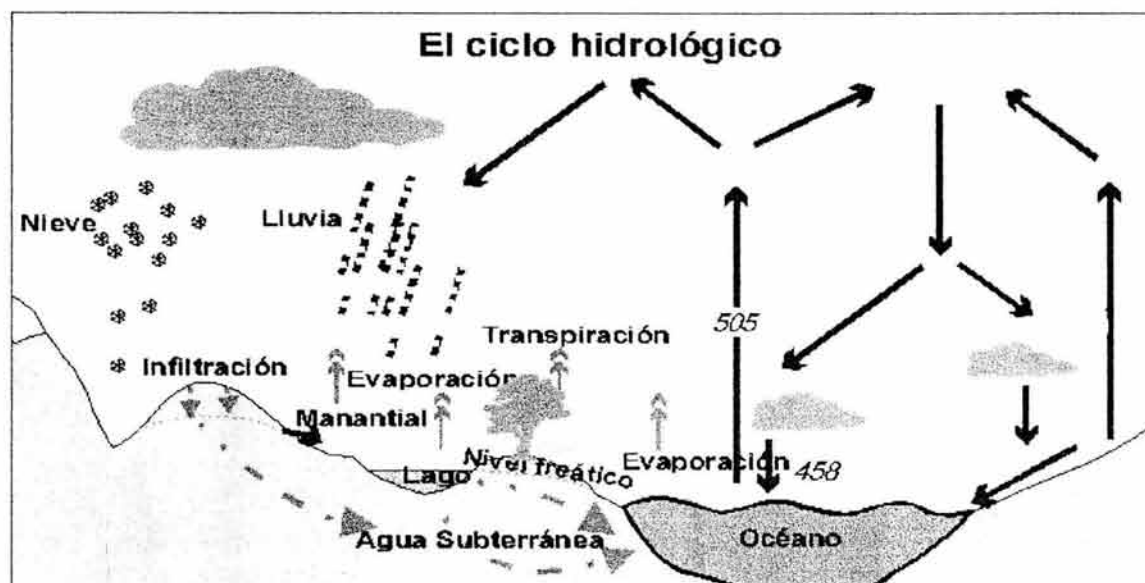 El ciclo hidrológico
Nieve
Lluvia
505
Transpiración
Infiltración
Evaporación
Manantial
Lago
Nivel freático
Evaporación
458
Agua Subterránea
Océano